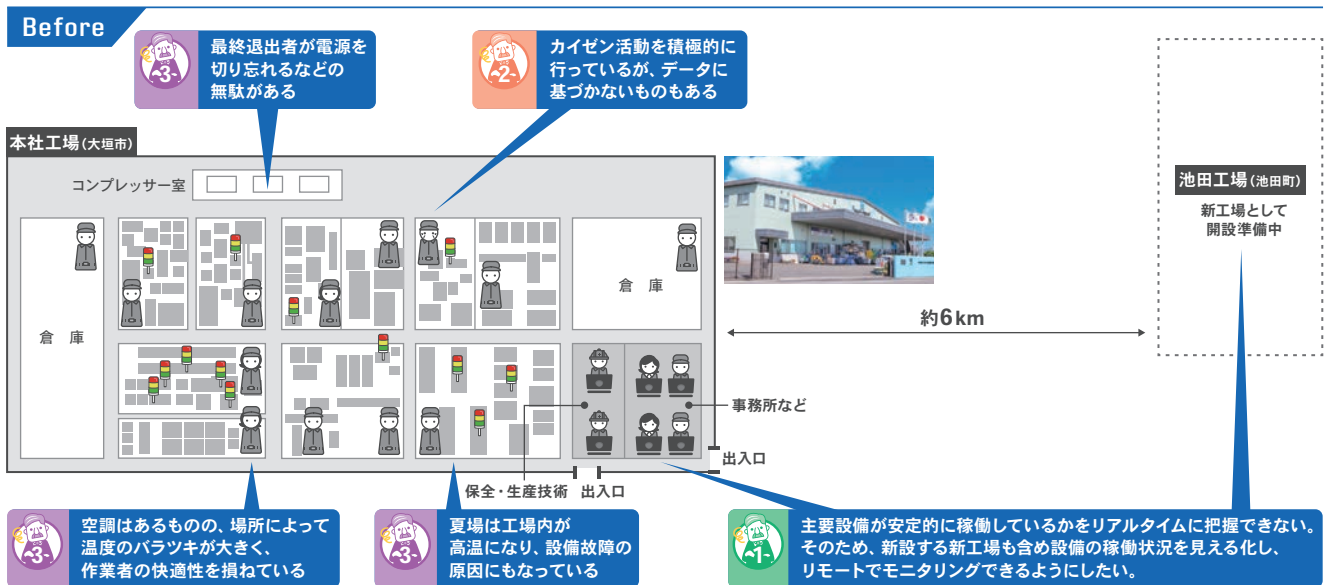 Before
~3~
最終退出者が電源を
切り忘れるなどの
無駄がある
~2~
カイゼン活動を積極的に
行っているが、データに
基づかないものもある
本社工場(大垣市)
コンプレッサー室
倉 庫
倉 庫
池田工場(池田町)
新工場として
開設準備中
約6km
事務所など
出入口
保全・生産技術
出入口
~3~
空調はあるものの、場所によって
温度のバラツキが大きく、
作業者の快適性を損ねている
~3~
夏場は工場内が
高温になり、設備故障の
原因にもなっている
~1~
主要設備が安定的に稼働しているかをリアルタイムに把握できない。
そのため、新設する新工場も含め設備の稼働状況を見える化し、
リモートでモニタリングできるようにしたい。